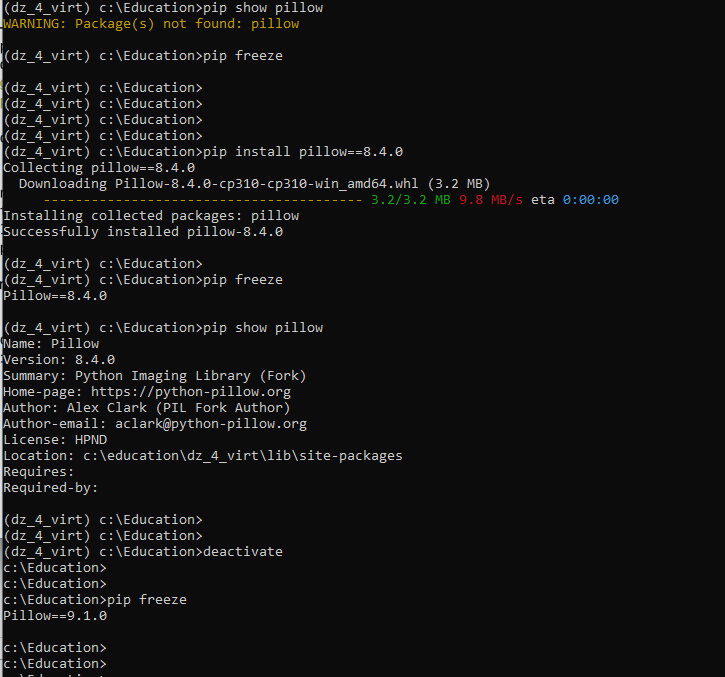 (dz_4_virt) c:\Education>pip show pillow
WARNING: Package(s) not found: pillow
(dz_4_virt) c:\Education>pip freeze
(dz_4_virt) c:\Education>
(dz_4_virt) c:\Education>
(dz_4_virt) c:\Education>
(dz_4_virt) c:\Education>
(dz_4_virt) c:\Education>pip install pillow==8.4.0
Collecting pillow==8.4.0
  Downloading Pillow-8.4.0-cp310-cp310-win_amd64.whl (3.2 MB)
     ---------------------------------------- 3.2/3.2 MB 9.8 MB/s eta 0:00:00
Installing collected packages: pillow
Successfully installed pillow-8.4.0
(dz_4_virt) c:\Education>
(dz_4_virt) c:\Education>pip freeze
Pillow==8.4.0
(dz_4_virt) c:\Education>pip show pillow
Name: Pillow
Version: 8.4.0
Summary: Python Imaging Library (Fork)
Home-page: https://python-pillow.org
Author: Alex Clark (PIL Fork Author)
Author-email: aclark@python-pillow.org
License: HPND
Location: c:\education\dz_4_virt\lib\site-packages
Requires:
Required-by:
(dz_4_virt) c:\Education>
(dz_4_virt) c:\Education>
(dz_4_virt) c:\Education>deactivate
c:\Education>
c:\Education>
c:\Education>pip freeze
Pillow==9.1.0
c:\Education>
c:\Education>